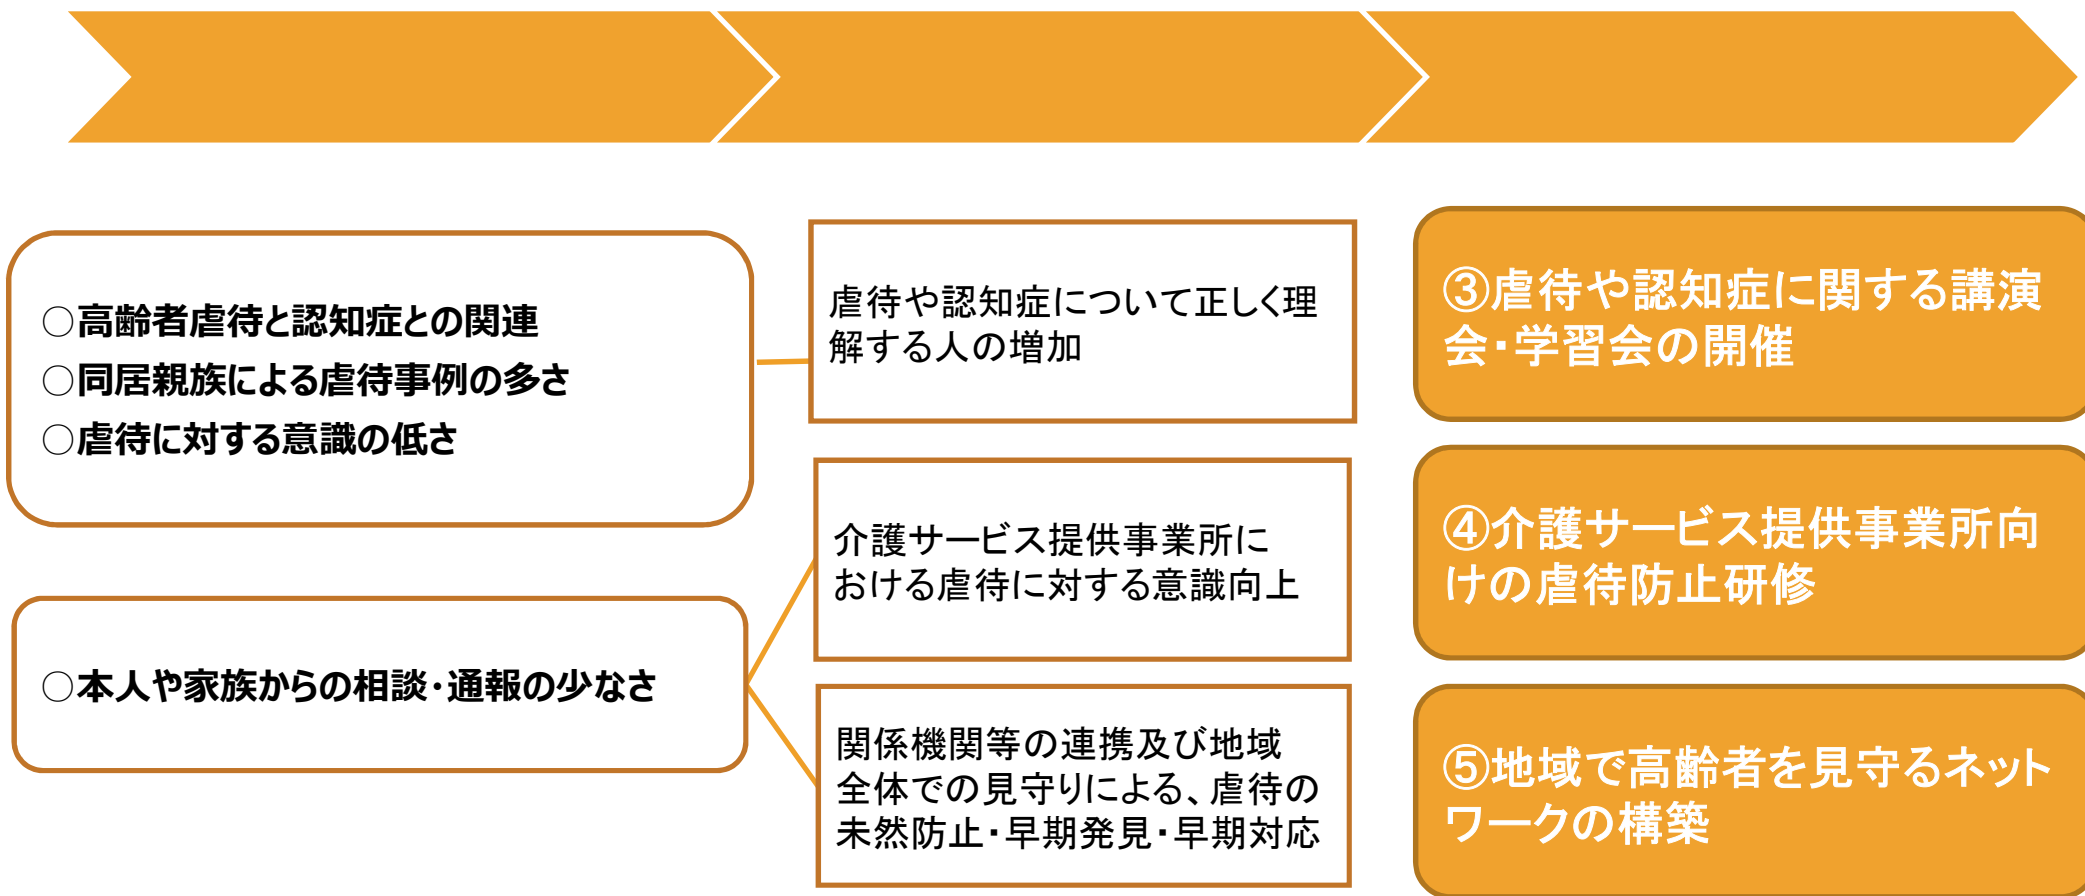 ○高齢者虐待と認知症との関連
○同居親族による虐待事例の多さ
○虐待に対する意識の低さ
○本人や家族からの相談・通報の少なさ
虐待や認知症について正しく理
解する人の増加
介護サービス提供事業所に
おける虐待に対する意識向上
関係機関等の連携及び地域
全体での見守りによる、虐待の
未然防止・早期発見・早期対応
③虐待や認知症に関する講演
会・学習会の開催
④介護サービス提供事業所向
けの虐待防止研修
⑤地域で高齢者を見守るネット
ワークの構築